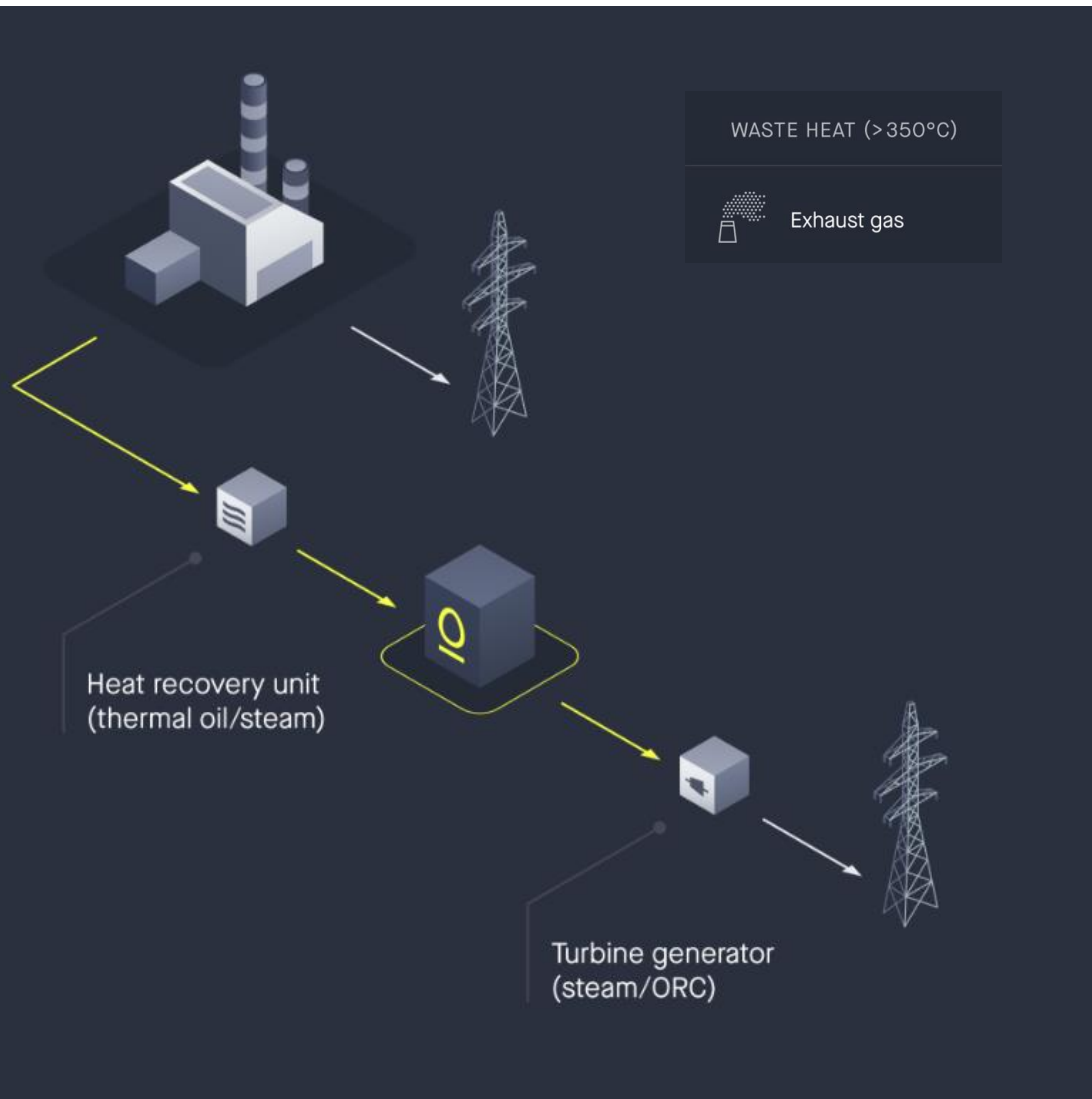 WASTE HEAT (>350°C)
Exhaust gas
Heat recovery unit
(thermal oil/steam)
Turbine generator
(steam/ORC)